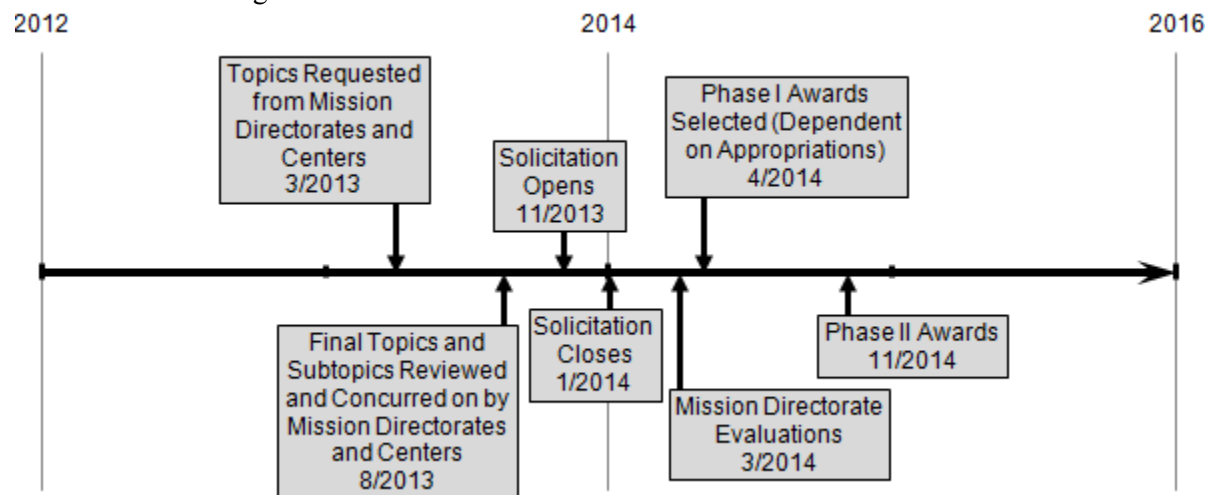 2012
2014
2016
Topics Requested
from Mission
Directorates and
Centers
3/2013
Solicitation
Opens
11/2013
Phase I Awards
Selected (Dependent
on Appropriations)
4/2014
Final Topics and
Subtopics Reviewed
and Concurred on by
Mission Directorates
and Centers
8/2013
Solicitation
Closes
1/2014
Mission Directorate
Evaluations
3/2014
Phase II Awards
11/2014